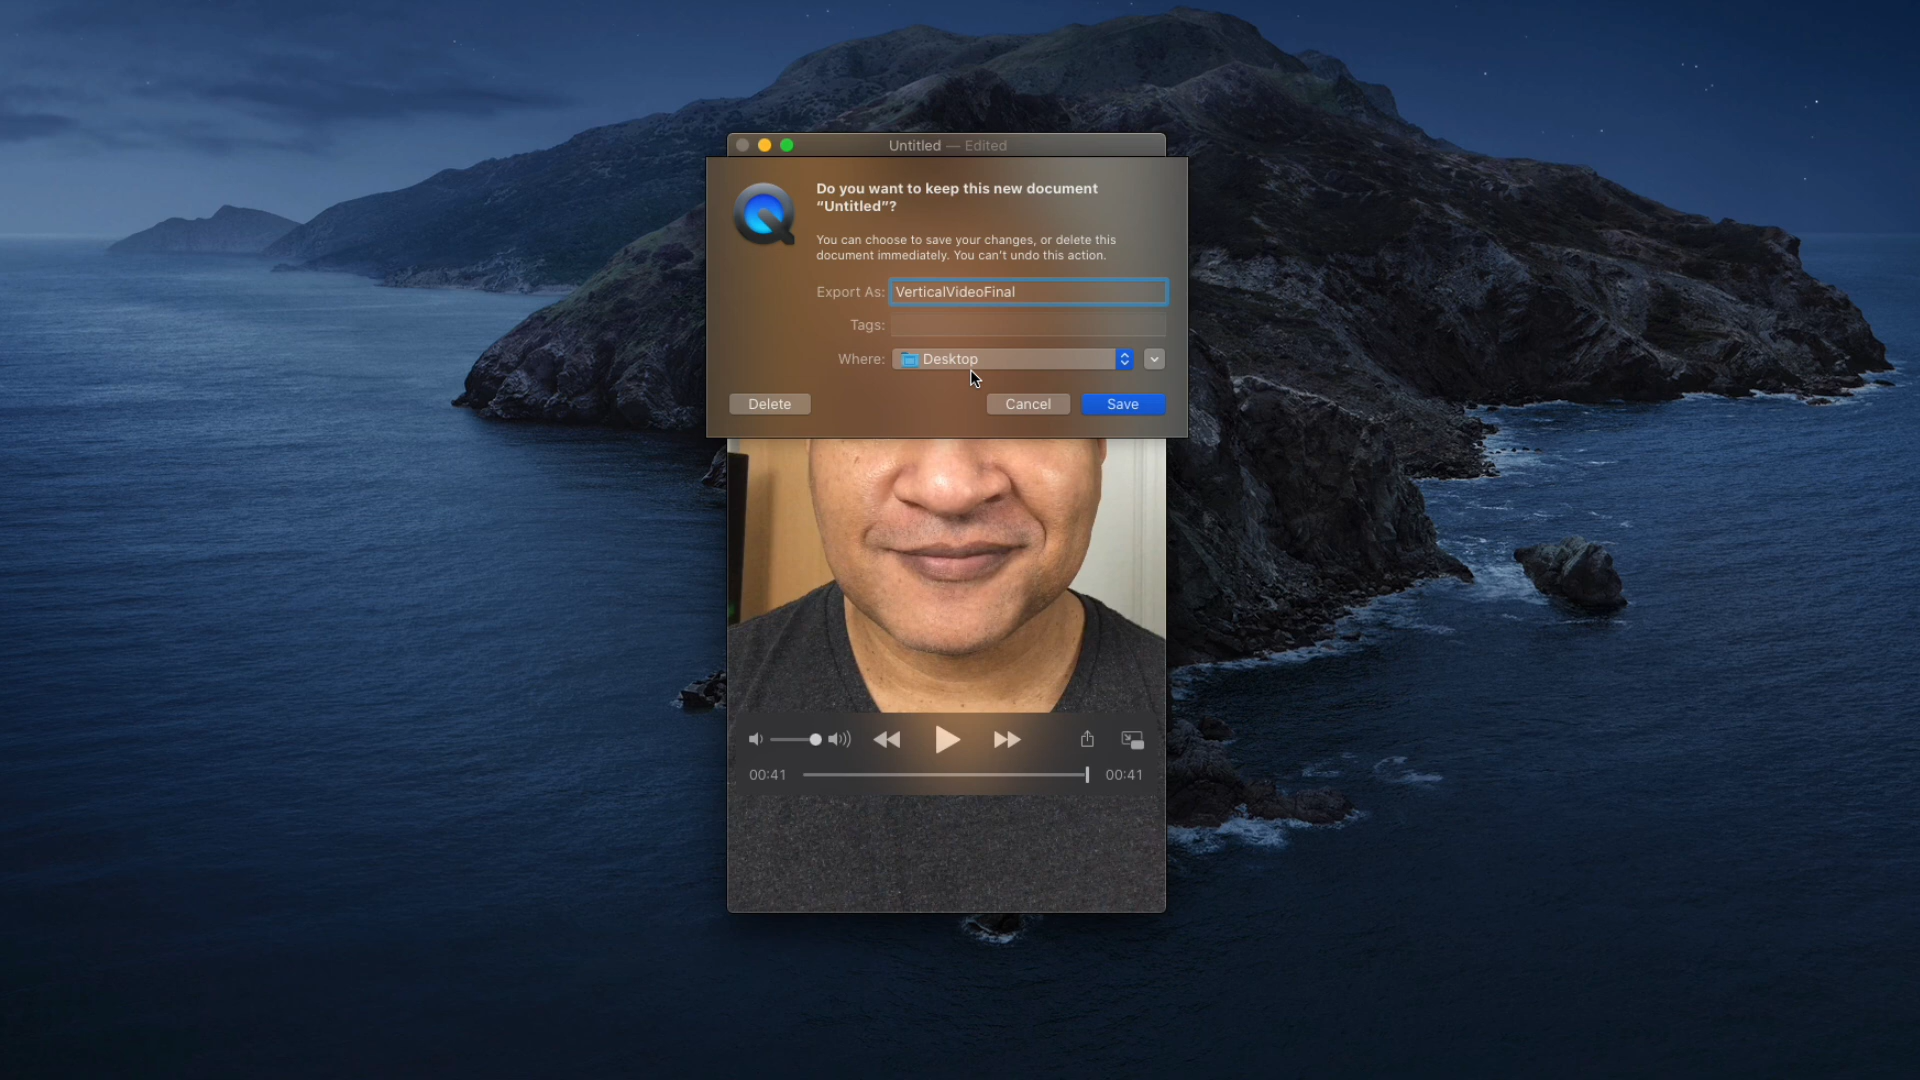 Untitled — Edited
Do you want to keep this new document
“Untitled”?
You can choose to save your changes, or delete this
document immediately. You can't undo this action.
Export As: VerticalVideoFinal
Tags:
Where: Desktop
Delete Cancel Save
00:41 00:41